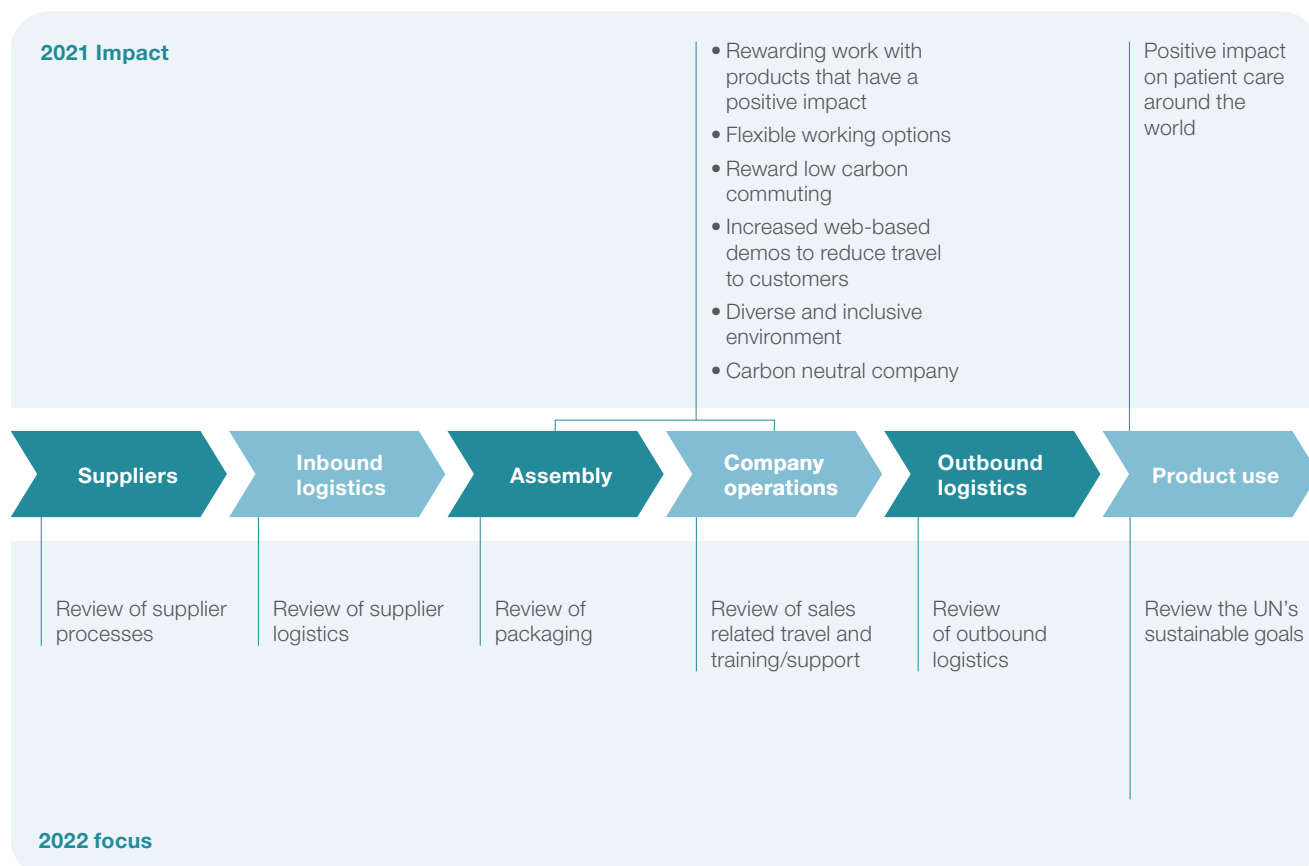 2021 Impact
• Rewarding work with
products that have a
positive impact
• Flexible working options
• Reward low carbon
commuting
• Increased web-based
demos to reduce travel
to customers
• Diverse and inclusive
environment
• Carbon neutral company
Positive impact
on patient care
around the
world
Suppliers
Inbound
logistics
Assembly
Company
operations
Outbound
logistics
Product use
Review of supplier
processes
Review of supplier
logistics
Review of
packaging
Review of sales
related travel and
training/support
Review
of outbound
logistics
Review the UN’s
sustainable goals
2022 focus